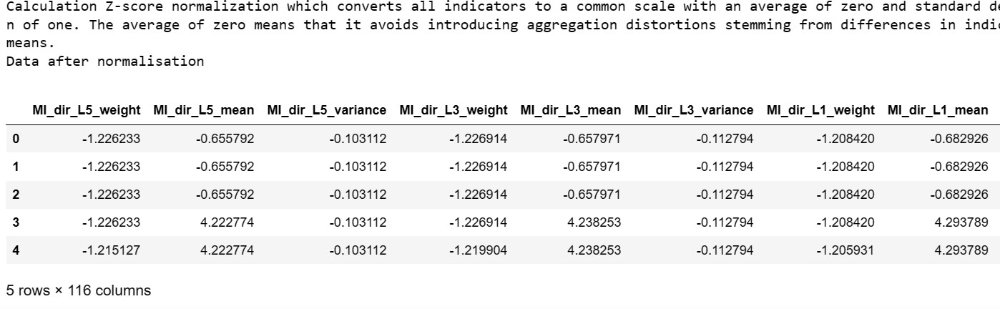 Calculation Z-score normalization which converts all indicators to a common scale with an average of zero and standard
n of one. The average of zero means that it avoids introducing aggregation distortions stemming from differences in
means.
Data after normalisation
MI_dir_L5_weight MI_dir_L5_mean MI_dir_L5_variance MI_dir_L3_weight MI_dir_L3_mean MI_dir_L3_variance MI_dir_L1_weight MI_dir_L1_mean
0 -1.226233 -0.655792 -0.103112 -1.226914 -0.657971 -0.112794 -1.208420 -0.682926
1 -1.226233 -0.655792 -0.103112 -1.226914 -0.657971 -0.112794 -1.208420 -0.682926
2 -1.226233 -0.655792 -0.103112 -1.226914 -0.657971 -0.112794 -1.208420 -0.682926
3 -1.226233 4.222774 -0.103112 -1.226914 4.238253 -0.112794 -1.208420 4.293789
4 -1.215127 4.222774 -0.103112 -1.219904 4.238253 -0.112794 -1.205931 4.293789
5 rows × 116 columns